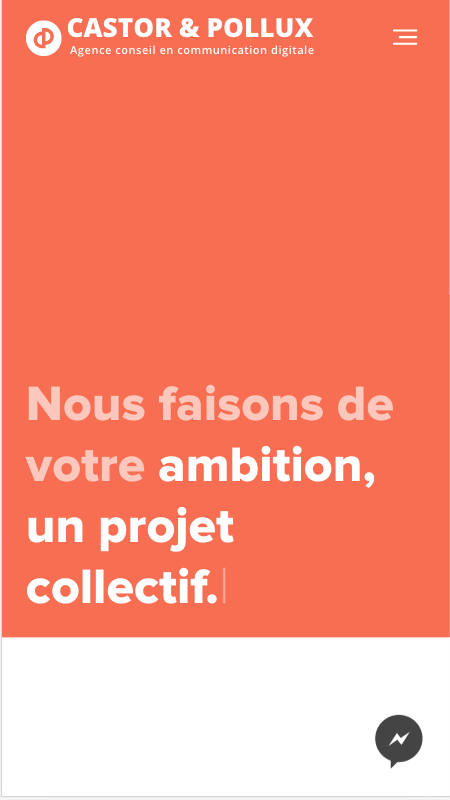 CASTOR & POLLUX
Agence conseil en communication digitale
Nous faisons de
votre ambition,
un projet
collectif.